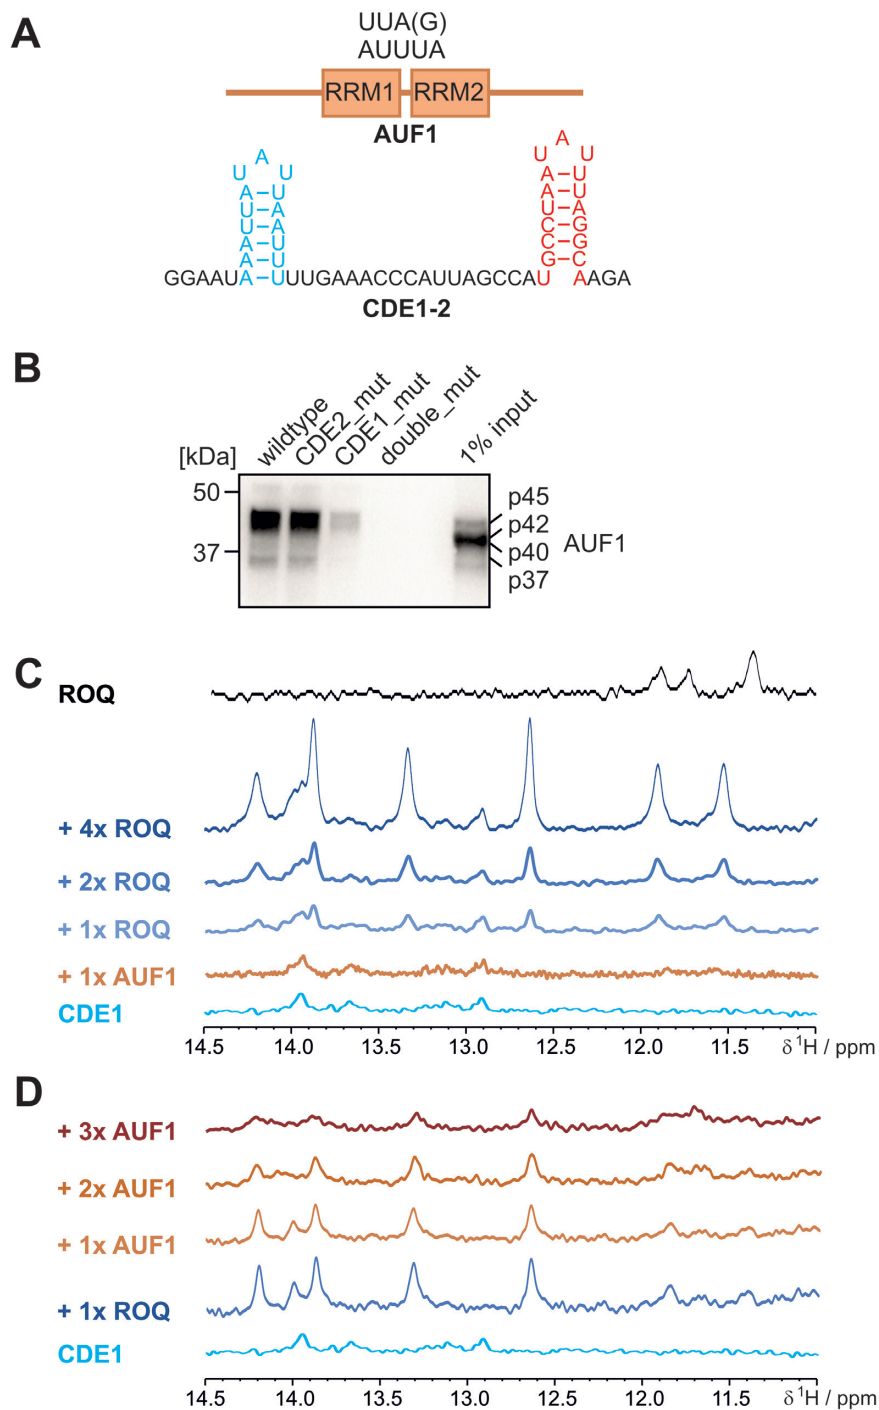 A
UUA(G)
AUUUA
RRM1 RRM2
AUF1
A
U U
A–U
U–A
U–A
A–U
A–U
GGAAUA–UUUGAAACCCAUUAGCCAU AAGA
A
U U
A–U
A–U
U–A
C–G
C–G
G–C
U A
CDE1-2
B
wildtype
CDE2_mut
CDE1_mut
double_mut
1% input
[kDa]
50
37
p45
p42
p40
p37
AUF1
C
ROQ
+ 4x ROQ
+ 2x ROQ
+ 1x ROQ
+ 1x AUF1
CDE1
14.5 14.0 13.5 13.0 12.5 12.0 11.5 δ ¹H / ppm
D
+ 3x AUF1
+ 2x AUF1
+ 1x AUF1
+ 1x ROQ
CDE1
14.5 14.0 13.5 13.0 12.5 12.0 11.5 δ ¹H / ppm